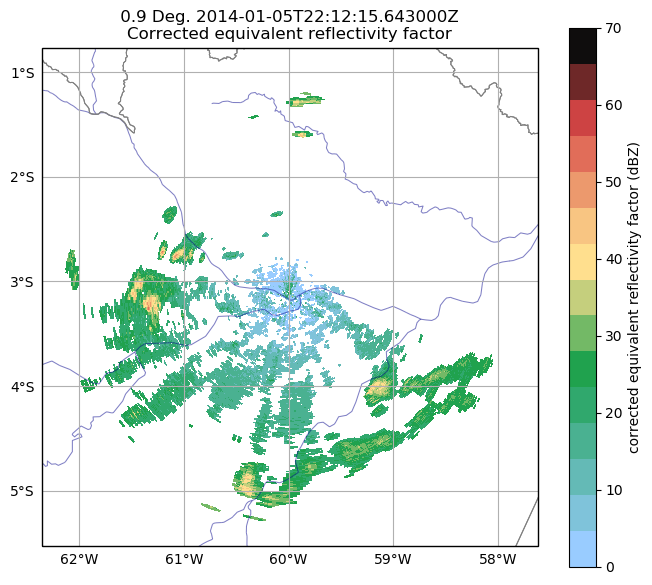 0.9 Deg. 2014-01-05T22:12:15.643000Z
Corrected equivalent reflectivity factor
1°S
2°S
3°S
4°S
5°S
62°W
61°W
60°W
59°W
58°W
70
60
50
40
30
20
10
0
corrected equivalent reflectivity factor (dBZ)